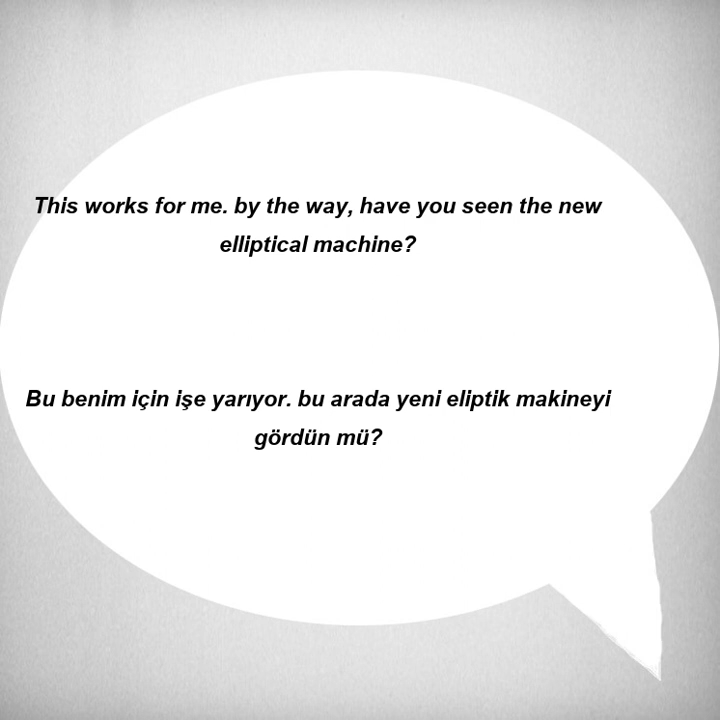 This works for me. by the way, have you seen the new
elliptical machine?
Bu benim için işe yarıyor. bu arada yeni eliptik makineyi
gördün mü?